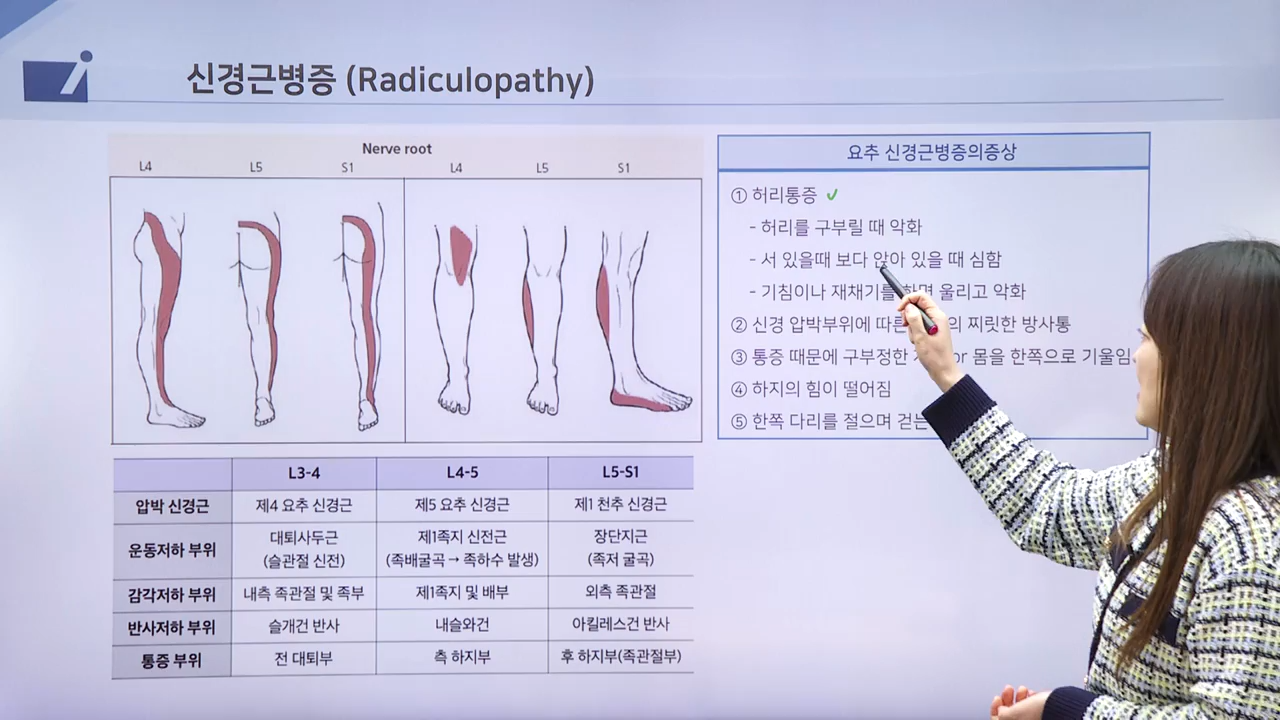 신경근병증 (Radiculopathy)
Nerve root
L4 L5 S1 L4 L5 S1
요추 신경근병증의증상
① 허리통증
- 허리를 구부릴 때 악화
- 서 있을때 보다 앉아 있을 때 심함
- 기침이나 재채기를 하면 울리고 악화
② 신경 압박부위에 따른 의 찌릿한 방사통
③ 통증 때문에 구부정한 or 몸을 한쪽으로 기울임
④ 하지의 힘이 떨어짐
⑤ 한쪽 다리를 절으며 걷는
L3-4 L4-5 L5-S1
압박 신경근 제4 요추 신경근 제5 요추 신경근 제1 천추 신경근
운동저하 부위 대퇴사두근 제1족지 신전근 장단지근
(슬관절 신전) (족배굴곡 → 족하수 발생) (족저 굴곡)
감각저하 부위 내측 족관절 및 족부 제1족지 및 배부 외측 족관절
반사저하 부위 슬개건 반사 내슬와건 아킬레스건 반사
통증 부위 전 대퇴부 측 하지부 후 하지부(족관절부)